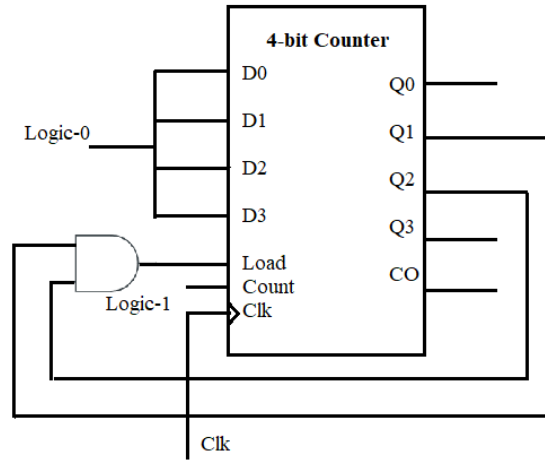 4-bit Counter
D0
Q0
D1
Q1
Logic-0
D2
Q2
D3
Q3
Load
CO
Count
Logic-1
Clk
Clk